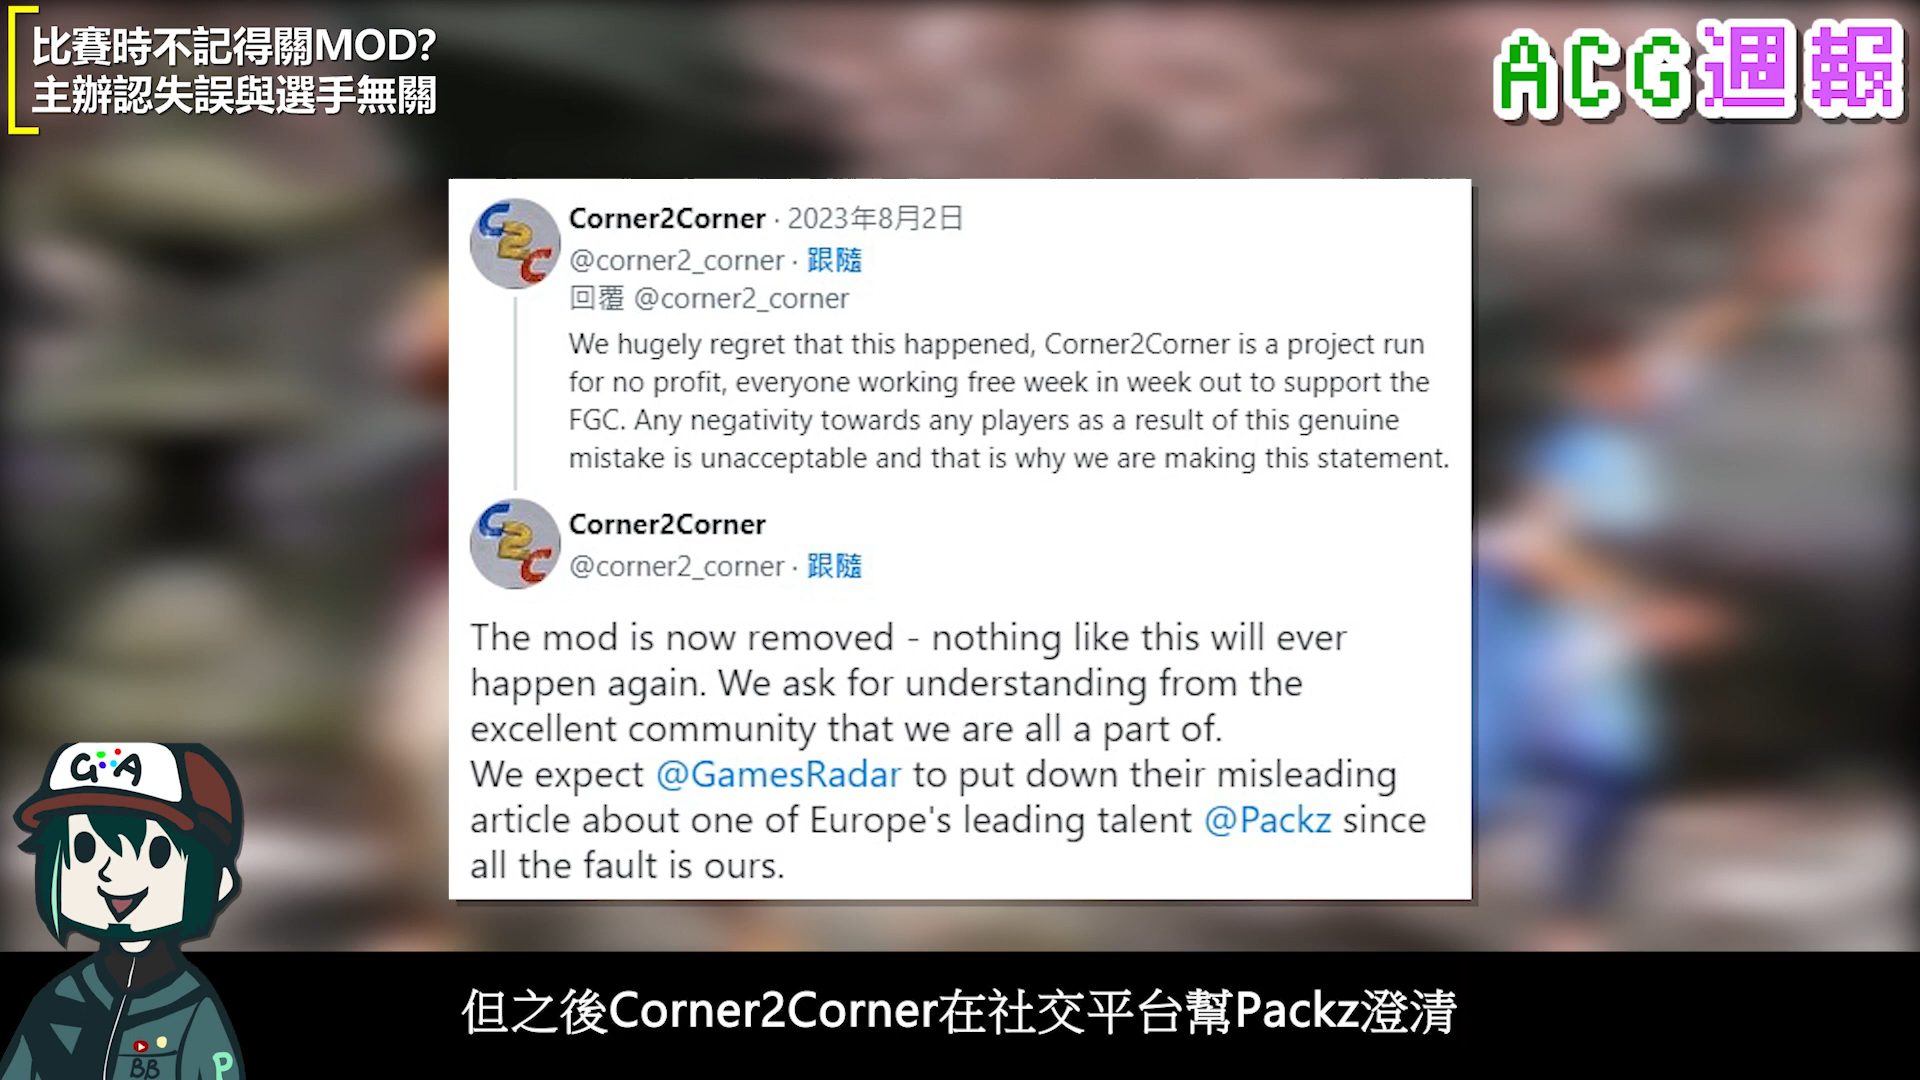 比賽時不記得關MOD?
主辦認失誤與選手無關
ACG週報
C2C
Corner2Corner · 2023年8月2日
@corner2_corner · 跟隨
回覆 @corner2_corner
We hugely regret that this happened, Corner2Corner is a project run
for no profit, everyone working free week in week out to support the
FGC. Any negativity towards any players as a result of this genuine
mistake is unacceptable and that is why we are making this statement.
C2C
Corner2Corner
@corner2_corner · 跟隨
The mod is now removed - nothing like this will ever
happen again. We ask for understanding from the
excellent community that we are all a part of.
We expect @GamesRadar to put down their misleading
article about one of Europe's leading talent @Packz since
all the fault is ours.
G A
BB
P
但之後Corner2Corner在社交平台幫Packz澄清